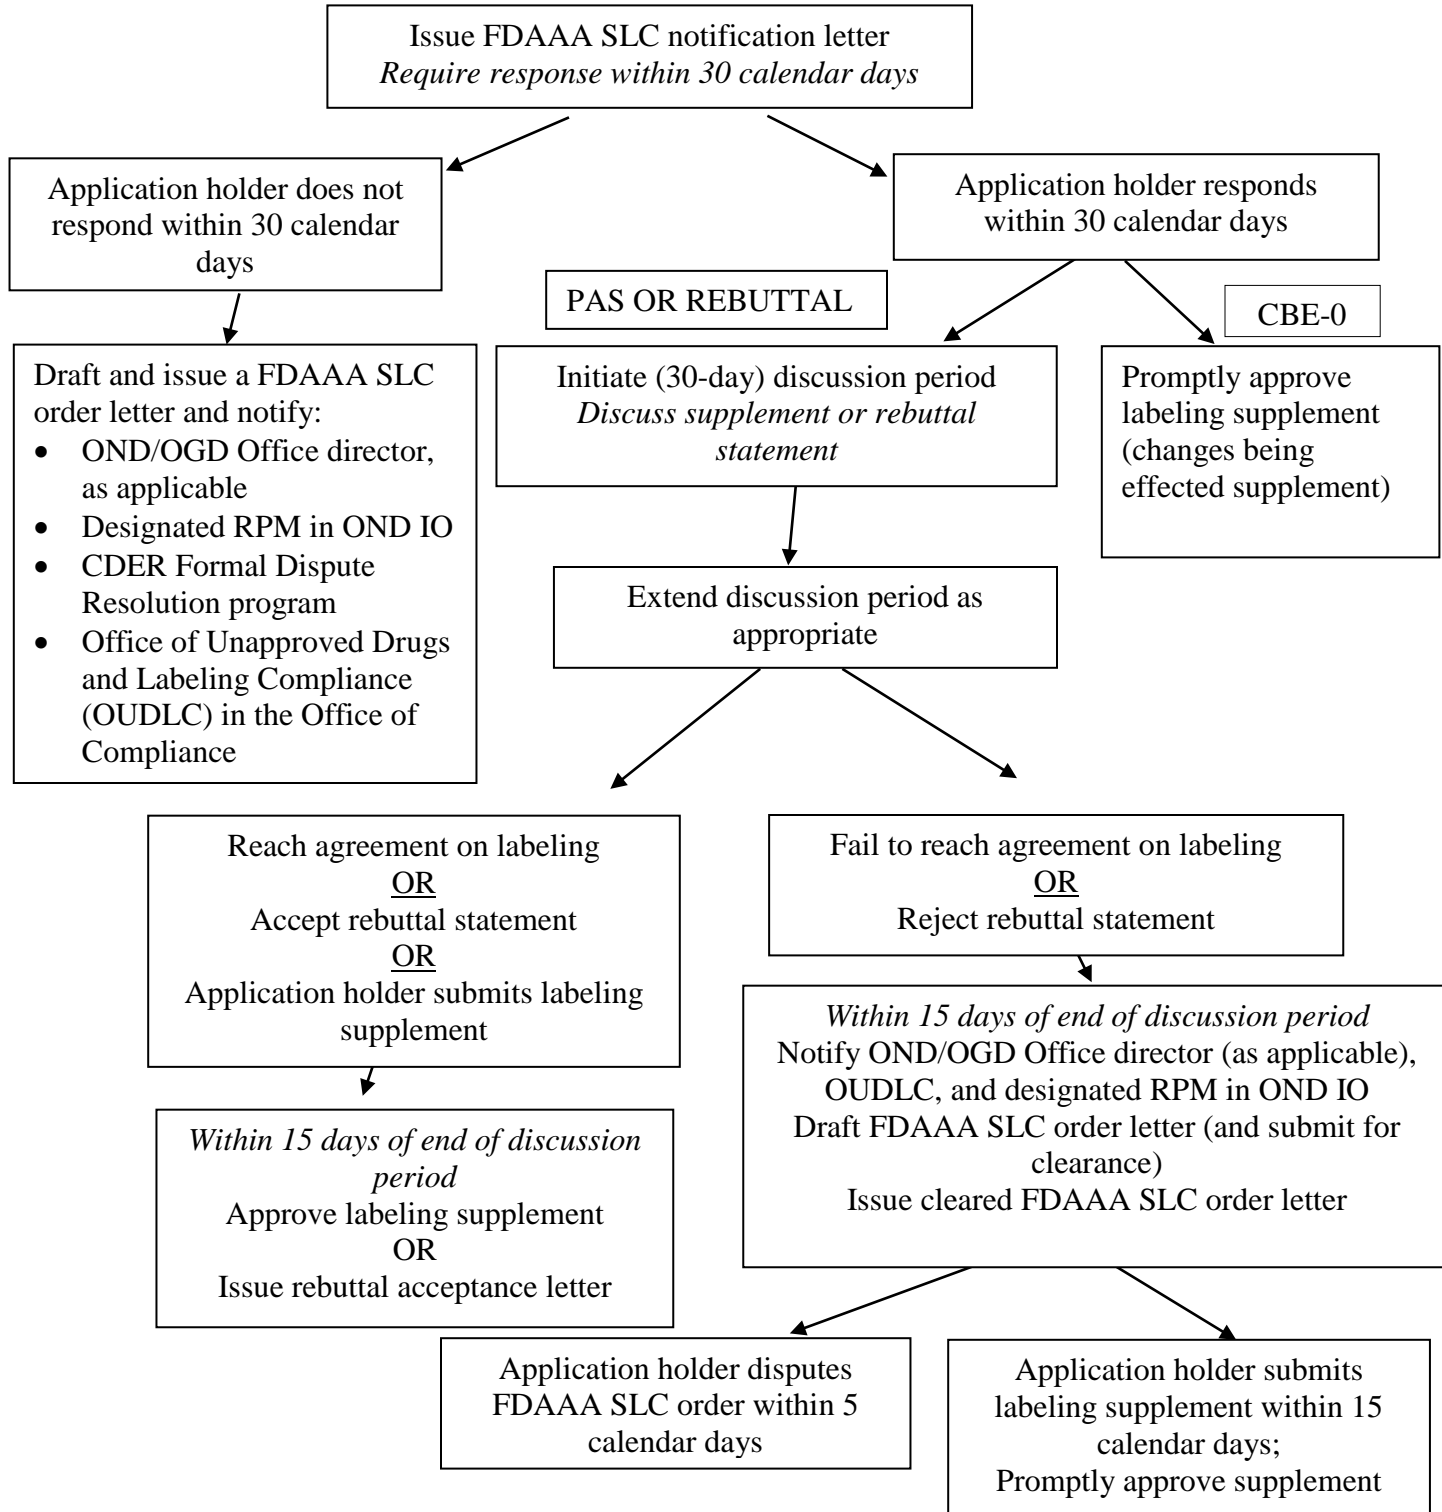 Issue FDAAA SLC notification letter
Require response within 30 calendar days
Application holder does not
respond within 30 calendar
days
Application holder responds
within 30 calendar days
PAS OR REBUTTAL
CBE-0
Draft and issue a FDAAA SLC
order letter and notify:
• OND/OGD Office director,
as applicable
• Designated RPM in OND IO
• CDER Formal Dispute
Resolution program
• Office of Unapproved Drugs
and Labeling Compliance
(OUDLC) in the Office of
Compliance
Initiate (30-day) discussion period
Discuss supplement or rebuttal
statement
Promptly approve
labeling supplement
(changes being
effected supplement)
Extend discussion period as
appropriate
Reach agreement on labeling
OR
Accept rebuttal statement
OR
Application holder submits labeling
supplement
Fail to reach agreement on labeling
OR
Reject rebuttal statement
Within 15 days of end of discussion
period
Approve labeling supplement
OR
Issue rebuttal acceptance letter
Within 15 days of end of discussion period
Notify OND/OGD Office director (as applicable),
OUDLC, and designated RPM in OND IO
Draft FDAAA SLC order letter (and submit for
clearance)
Issue cleared FDAAA SLC order letter
Application holder disputes
FDAAA SLC order within 5
calendar days
Application holder submits
labeling supplement within 15
calendar days;
Promptly approve supplement